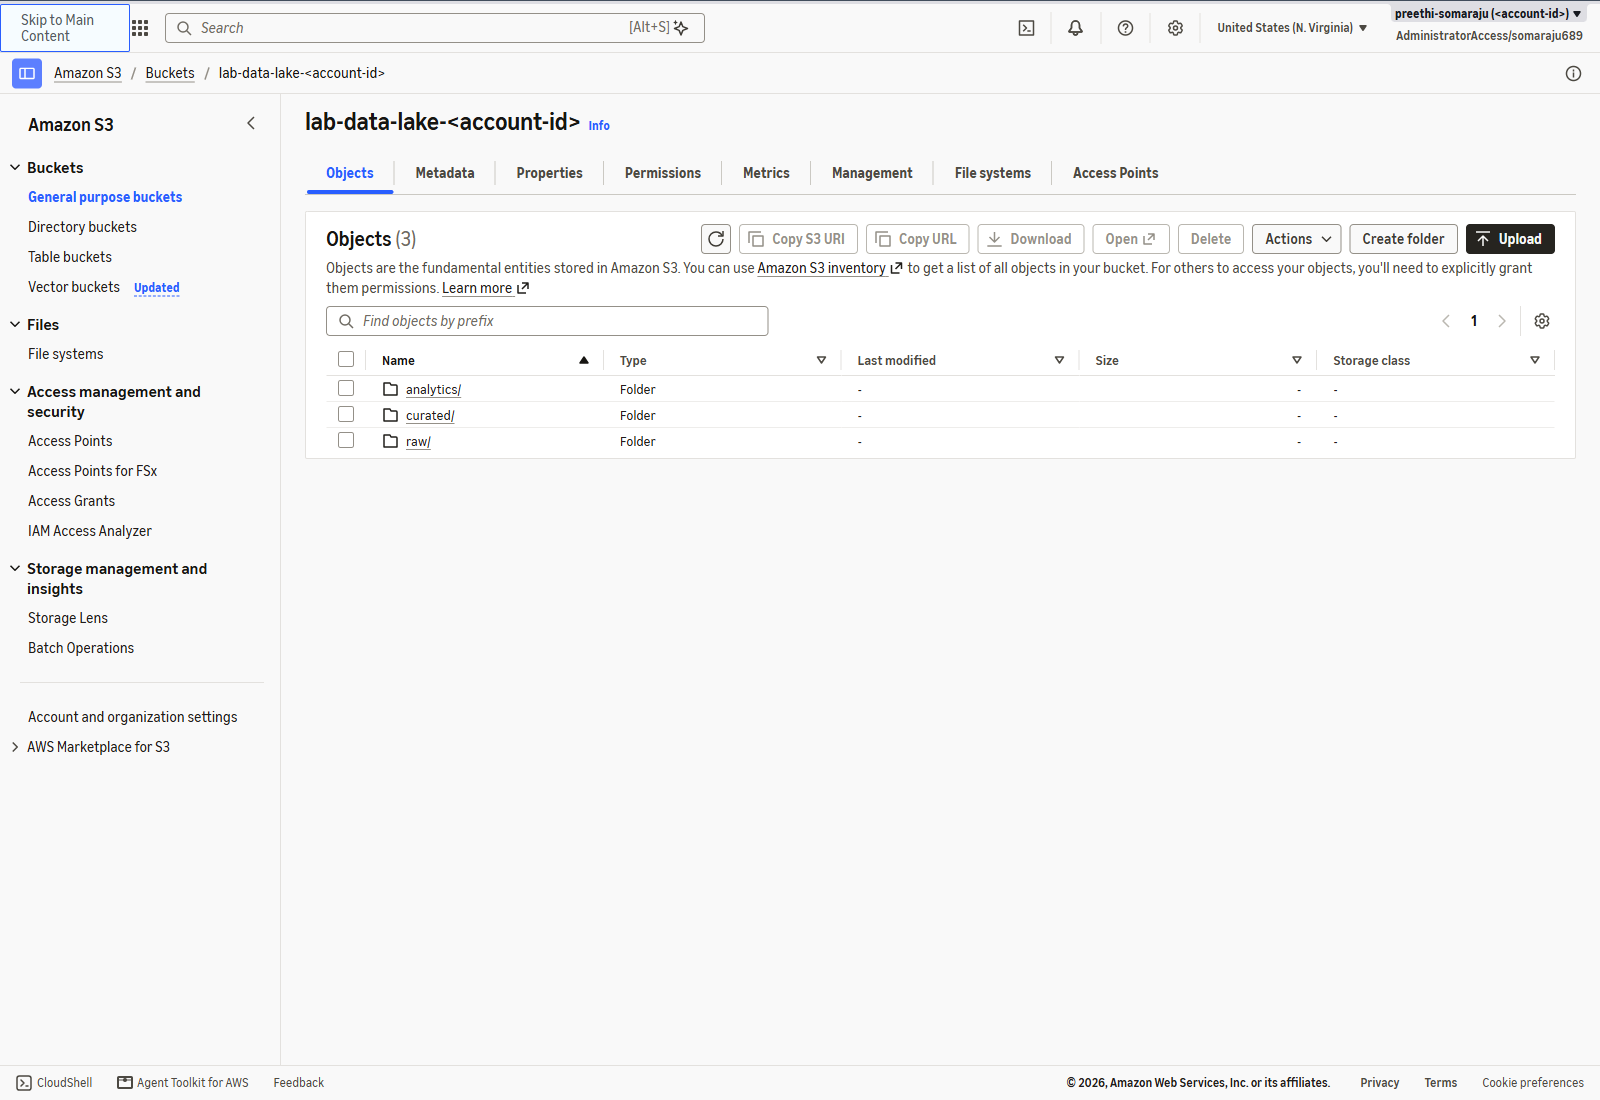 Skip to Main
Content
Search
[Alt+S]
United States (N. Virginia)
preethi-somaraju (<account-id>)
AdministratorAccess/somaraju689
Amazon S3 / Buckets / lab-data-lake-<account-id>
Amazon S3
Buckets
General purpose buckets
Directory buckets
Table buckets
Vector buckets Updated
Files
File systems
Access management and
security
Access Points
Access Points for FSx
Access Grants
IAM Access Analyzer
Storage management and
insights
Storage Lens
Batch Operations
Account and organization settings
AWS Marketplace for S3
lab-data-lake-<account-id> Info
Objects Metadata Properties Permissions Metrics Management File systems Access Points
Objects (3)
Copy S3 URI Copy URL Download Open Delete Actions Create folder Upload
Objects are the fundamental entities stored in Amazon S3. You can use Amazon S3 inventory to get a list of all objects in your bucket. For others to access your objects, you'll need to explicitly grant
them permissions. Learn more
Find objects by prefix
1
Name Type Last modified Size Storage class
analytics/ Folder - - -
curated/ Folder - - -
raw/ Folder - - -
CloudShell Agent Toolkit for AWS Feedback
© 2026, Amazon Web Services, Inc. or its affiliates. Privacy Terms Cookie preferences